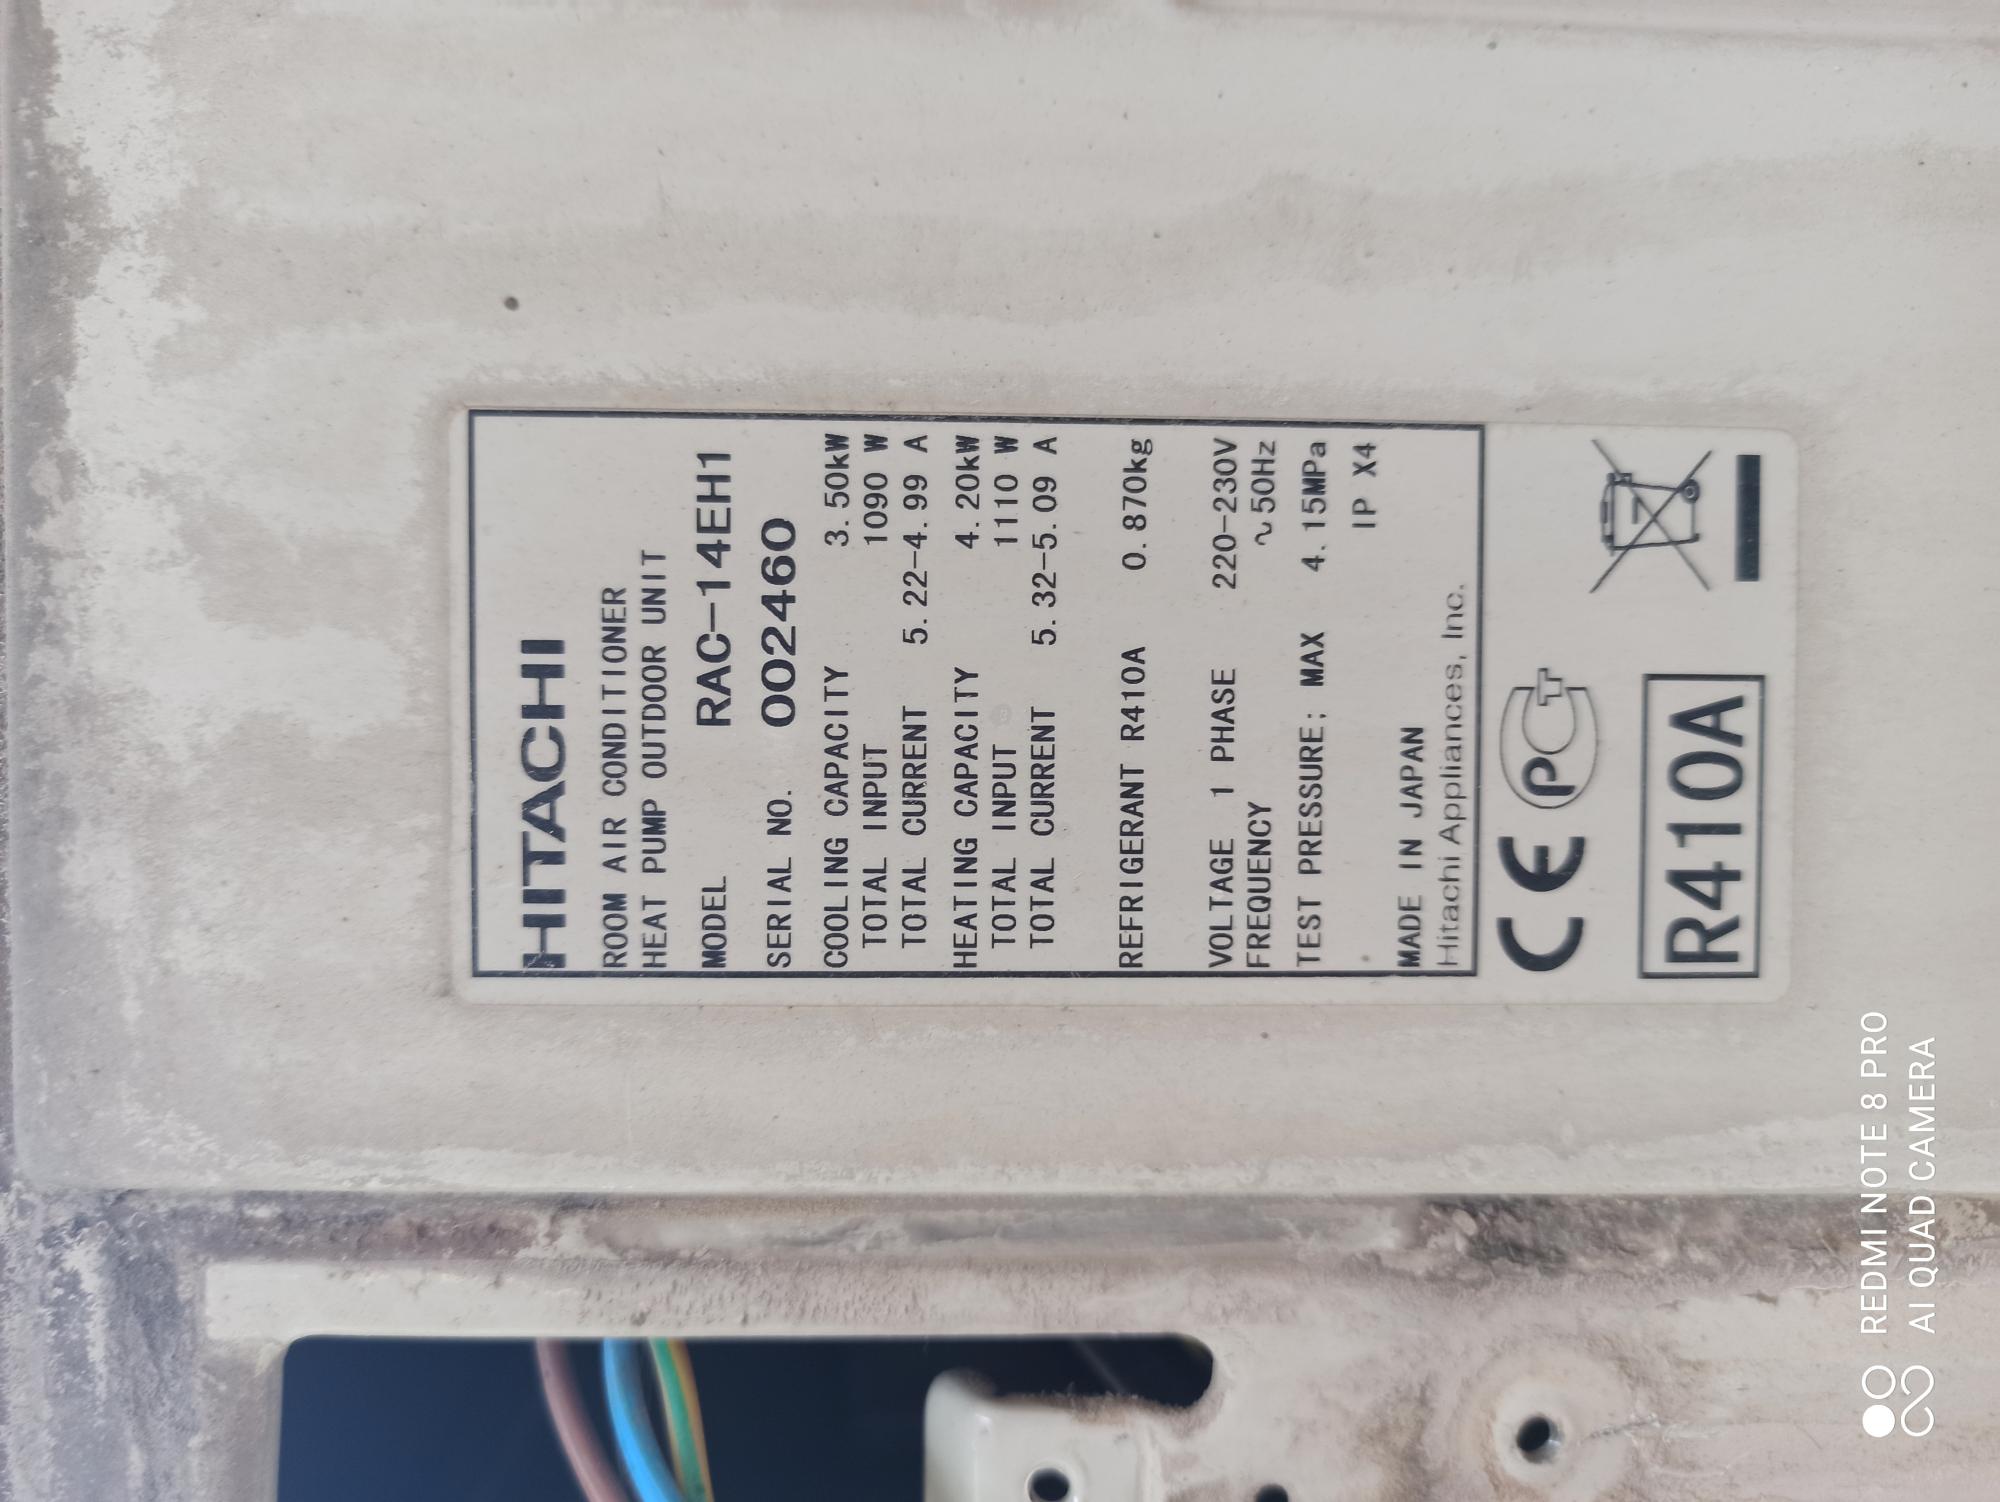 HITACHI
ROOM AIR CONDITIONER
HEAT PUMP OUTDOOR UNIT
MODEL RAC-14EH1
SERIAL NO. 002460
COOLING CAPACITY 3.50kW
TOTAL INPUT 1090 W
TOTAL CURRENT 5.22-4.99 A
HEATING CAPACITY 4.20kW
TOTAL INPUT 1110 W
TOTAL CURRENT 5.32-5.09 A
REFRIGERANT R410A 0.870kg
VOLTAGE 1 PHASE 220-230V
FREQUENCY ~50Hz
TEST PRESSURE; MAX 4.15MPa
IP X4
MADE IN JAPAN
Hitachi Appliances, Inc.
CE PCT
R410A
REDMI NOTE 8 PRO
AI QUAD CAMERA